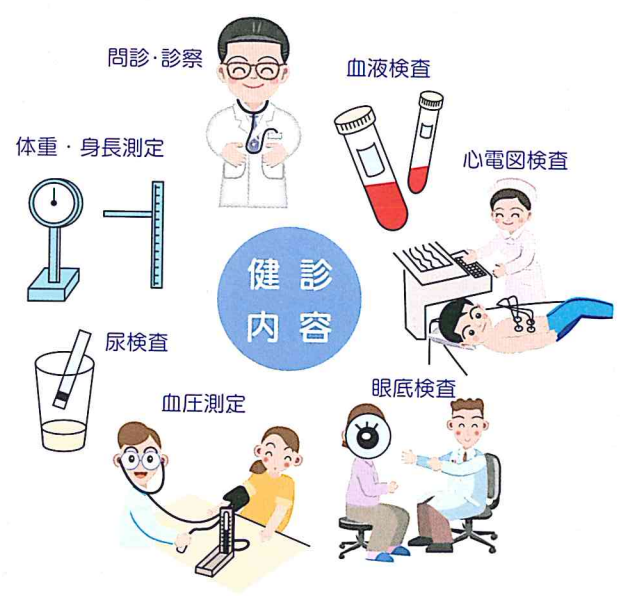 問診・診察
血液検査
体重・身長測定
心電図検査
健診
内容
尿検査
眼底検査
血圧測定